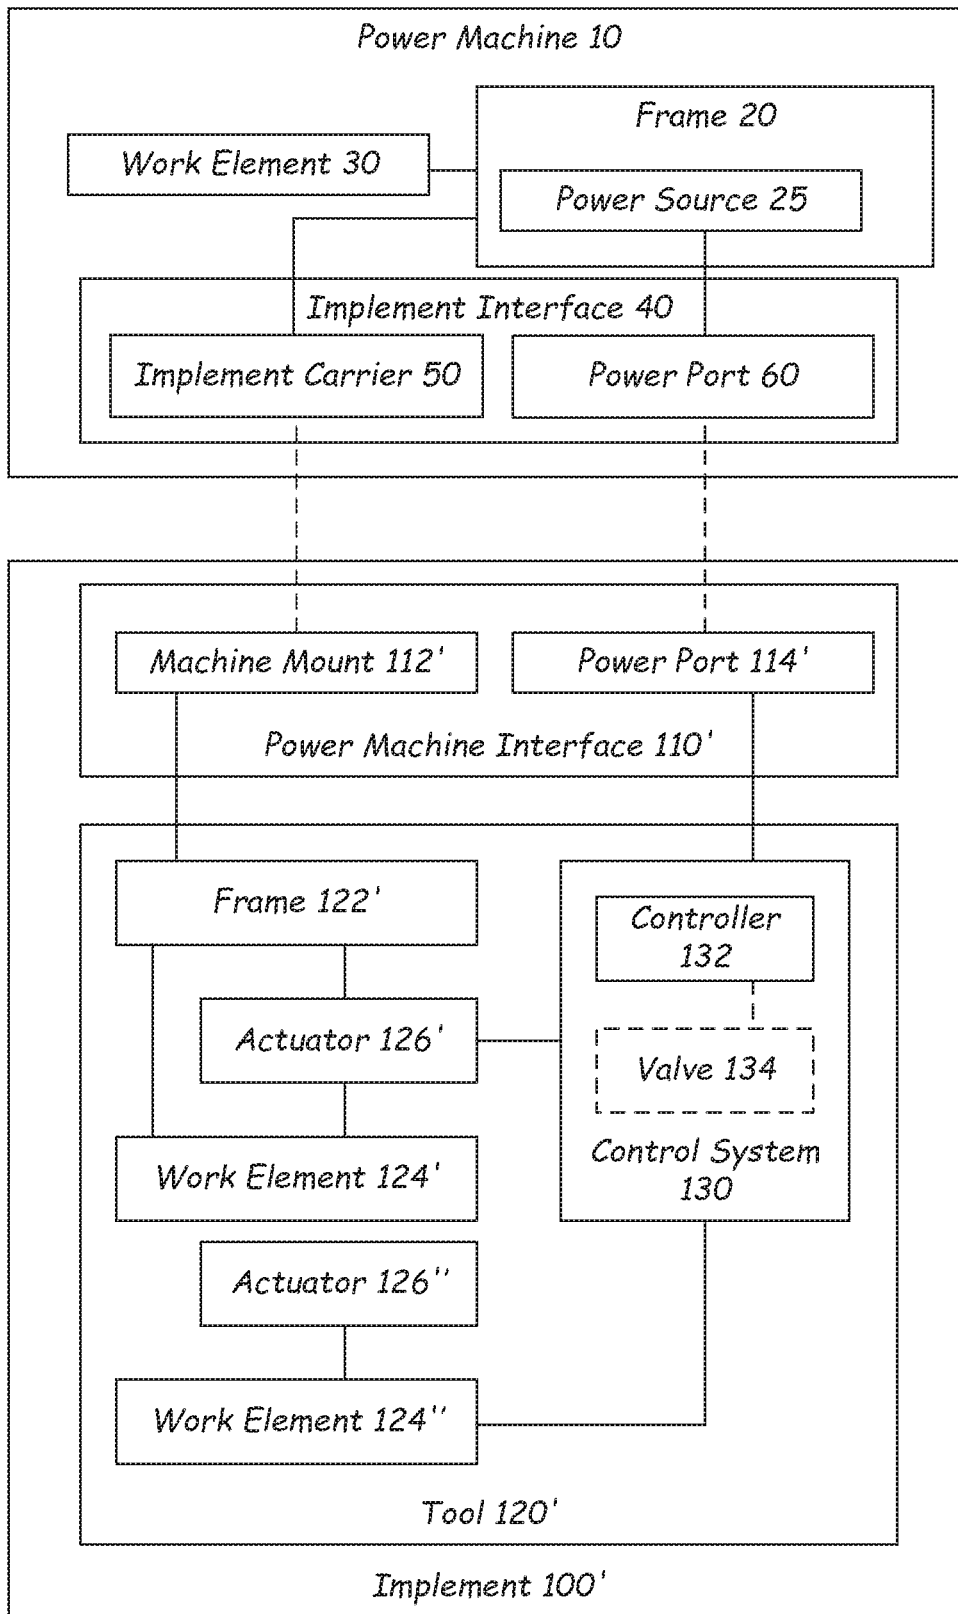 Power Machine 10
Frame 20
Work Element 30
Power Source 25
Implement Interface 40
Implement Carrier 50
Power Port 60
Machine Mount 112'
Power Port 114'
Power Machine Interface 110'
Frame 122'
Controller
132
Actuator 126'
Valve 134
Control System
130
Work Element 124'
Actuator 126''
Work Element 124''
Tool 120'
Implement 100'